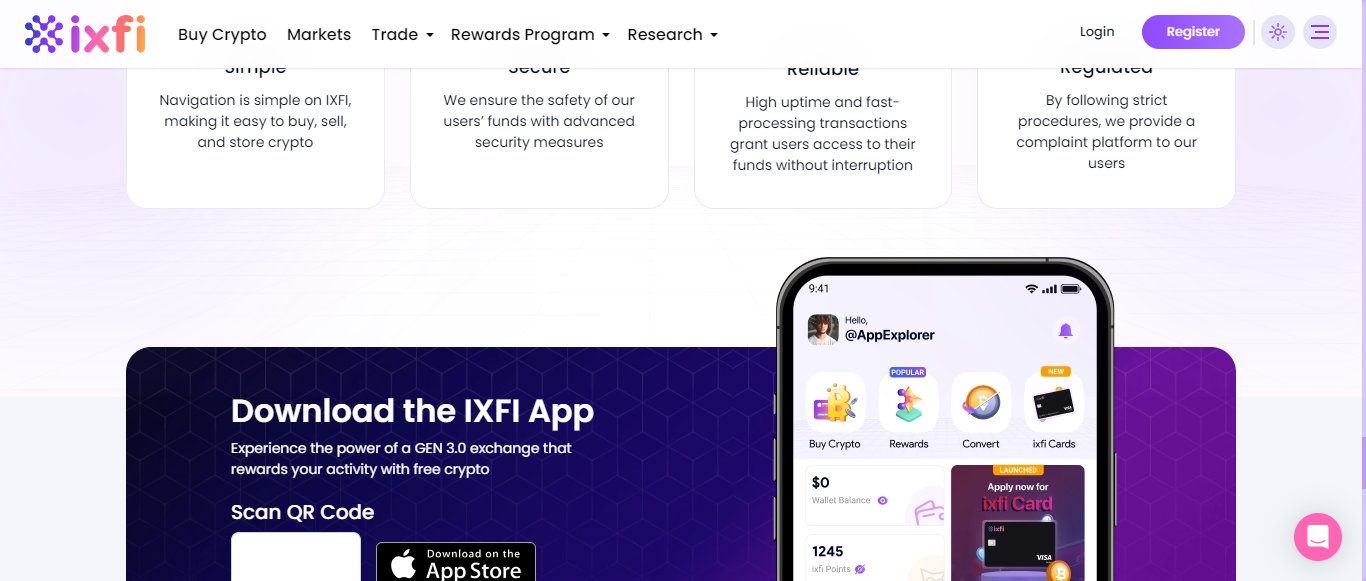 ixfi
Buy Crypto Markets Trade Rewards Program Research
Login Register
Simple
Navigation is simple on IXFI,
making it easy to buy, sell,
and store crypto
Secure
We ensure the safety of our
users’ funds with advanced
security measures
Reliable
High uptime and fast-
processing transactions
grant users access to their
funds without interruption
Regulated
By following strict
procedures, we provide a
complaint platform to our
users
Download the IXFI App
Experience the power of a GEN 3.0 exchange that
rewards your activity with free crypto
Scan QR Code
Download on the
App Store
9:41
Hello,
@AppExplorer
POPULAR
NEW
Buy Crypto Rewards Convert ixfi Cards
$0
Wallet Balance
1245
ixfi Points
LAUNCHED
Apply now for
ixfi Card
ixfi
VISA